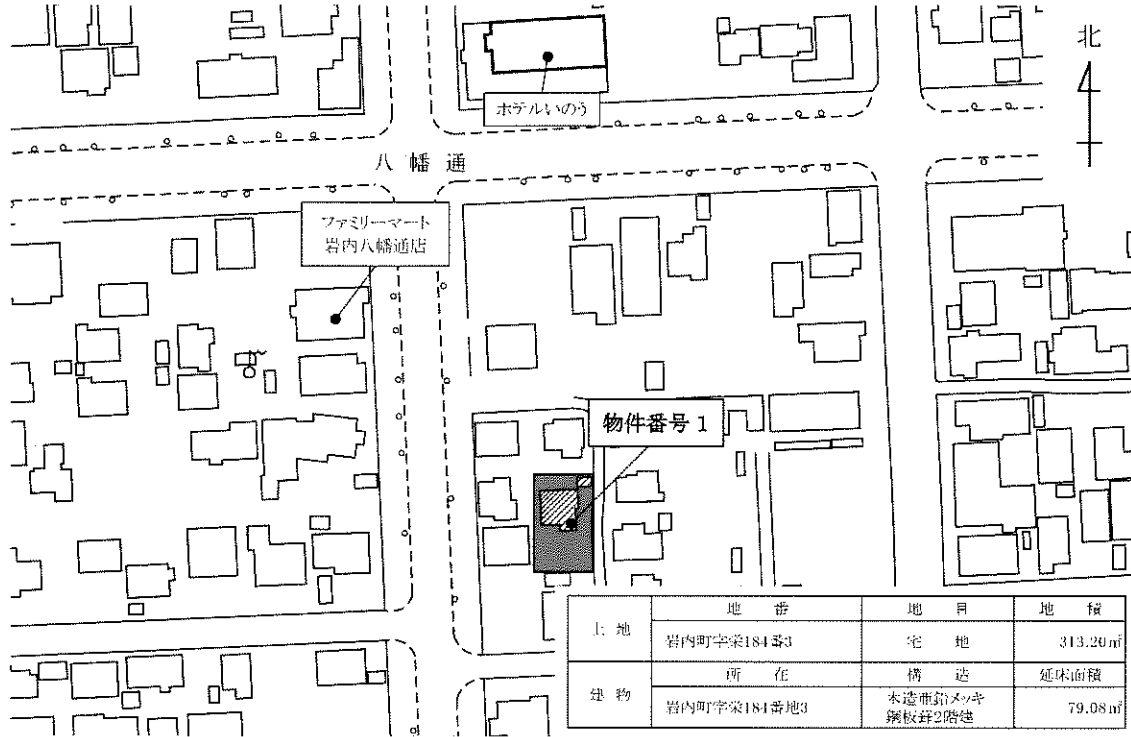 北
ホテルいのう
八幡通
ファミリーマート
岩内八幡通店
物件番号 1
土地
地番
地目
地積
岩内町字栄184番3
宅地
313.20㎡
建物
所在
構造
延床面積
岩内町字栄184番地3
木造亜鉛メッキ
鋼板葺2階建
79.08㎡